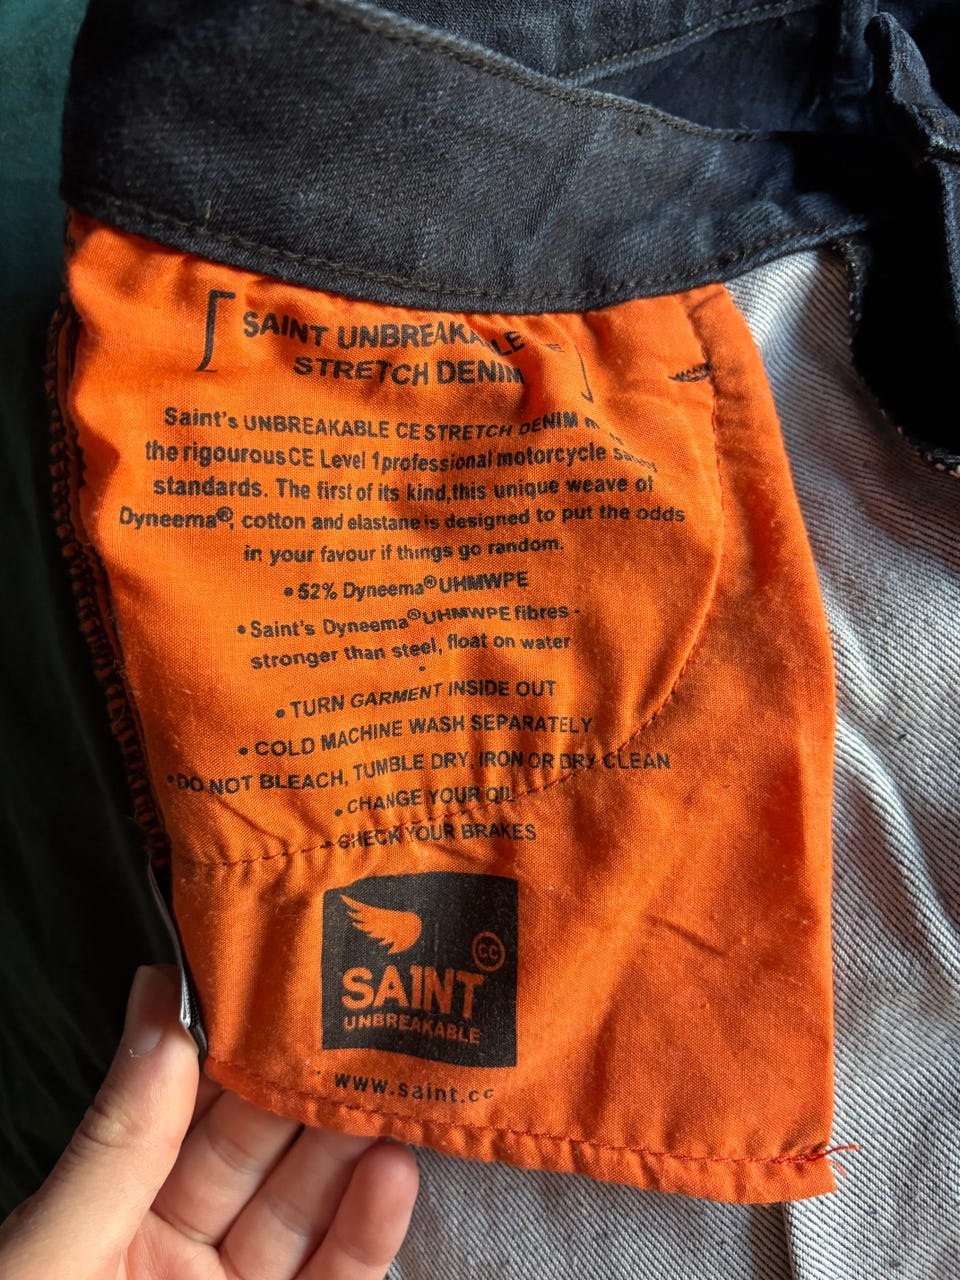 SAINT UNBREAKABLE
STRETCH DENIM
Saint's UNBREAKABLE CE STRETCH DENIM
the rigourous CE Level 1 professional motorcycle
standards. The first of its kind, this unique weave of
Dyneema®, cotton and elastane is designed to put the odds
in your favour if things go random.
• 52% Dyneema® UHMWPE
• Saint's Dyneema® UHMWPE fibres -
stronger than steel, float on water
•
• TURN GARMENT INSIDE OUT
• COLD MACHINE WASH SEPARATELY
• DO NOT BLEACH, TUMBLE DRY, IRON OR DRY CLEAN
• CHANGE YOUR OIL
• CHECK YOUR BRAKES
CC
SA1NT
UNBREAKABLE
www.saint.cc